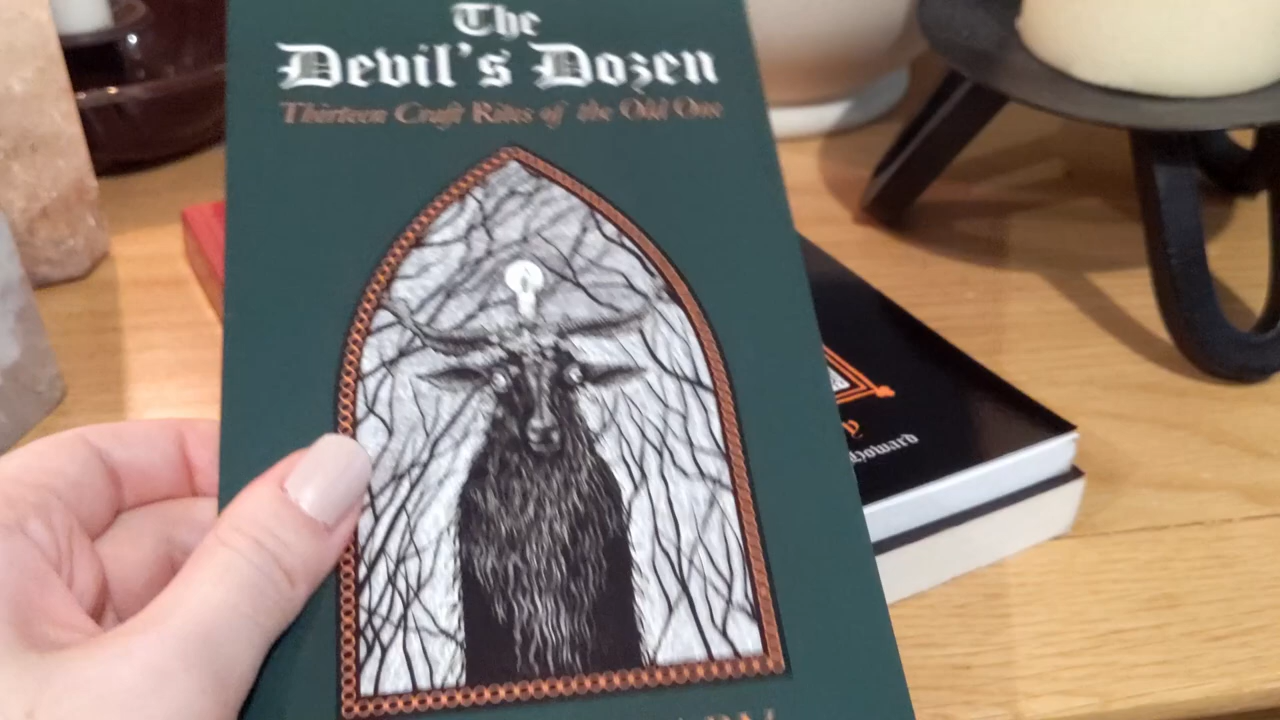 The
Devil's Dozen
Thirteen Craft Rites of the Old One
Howard